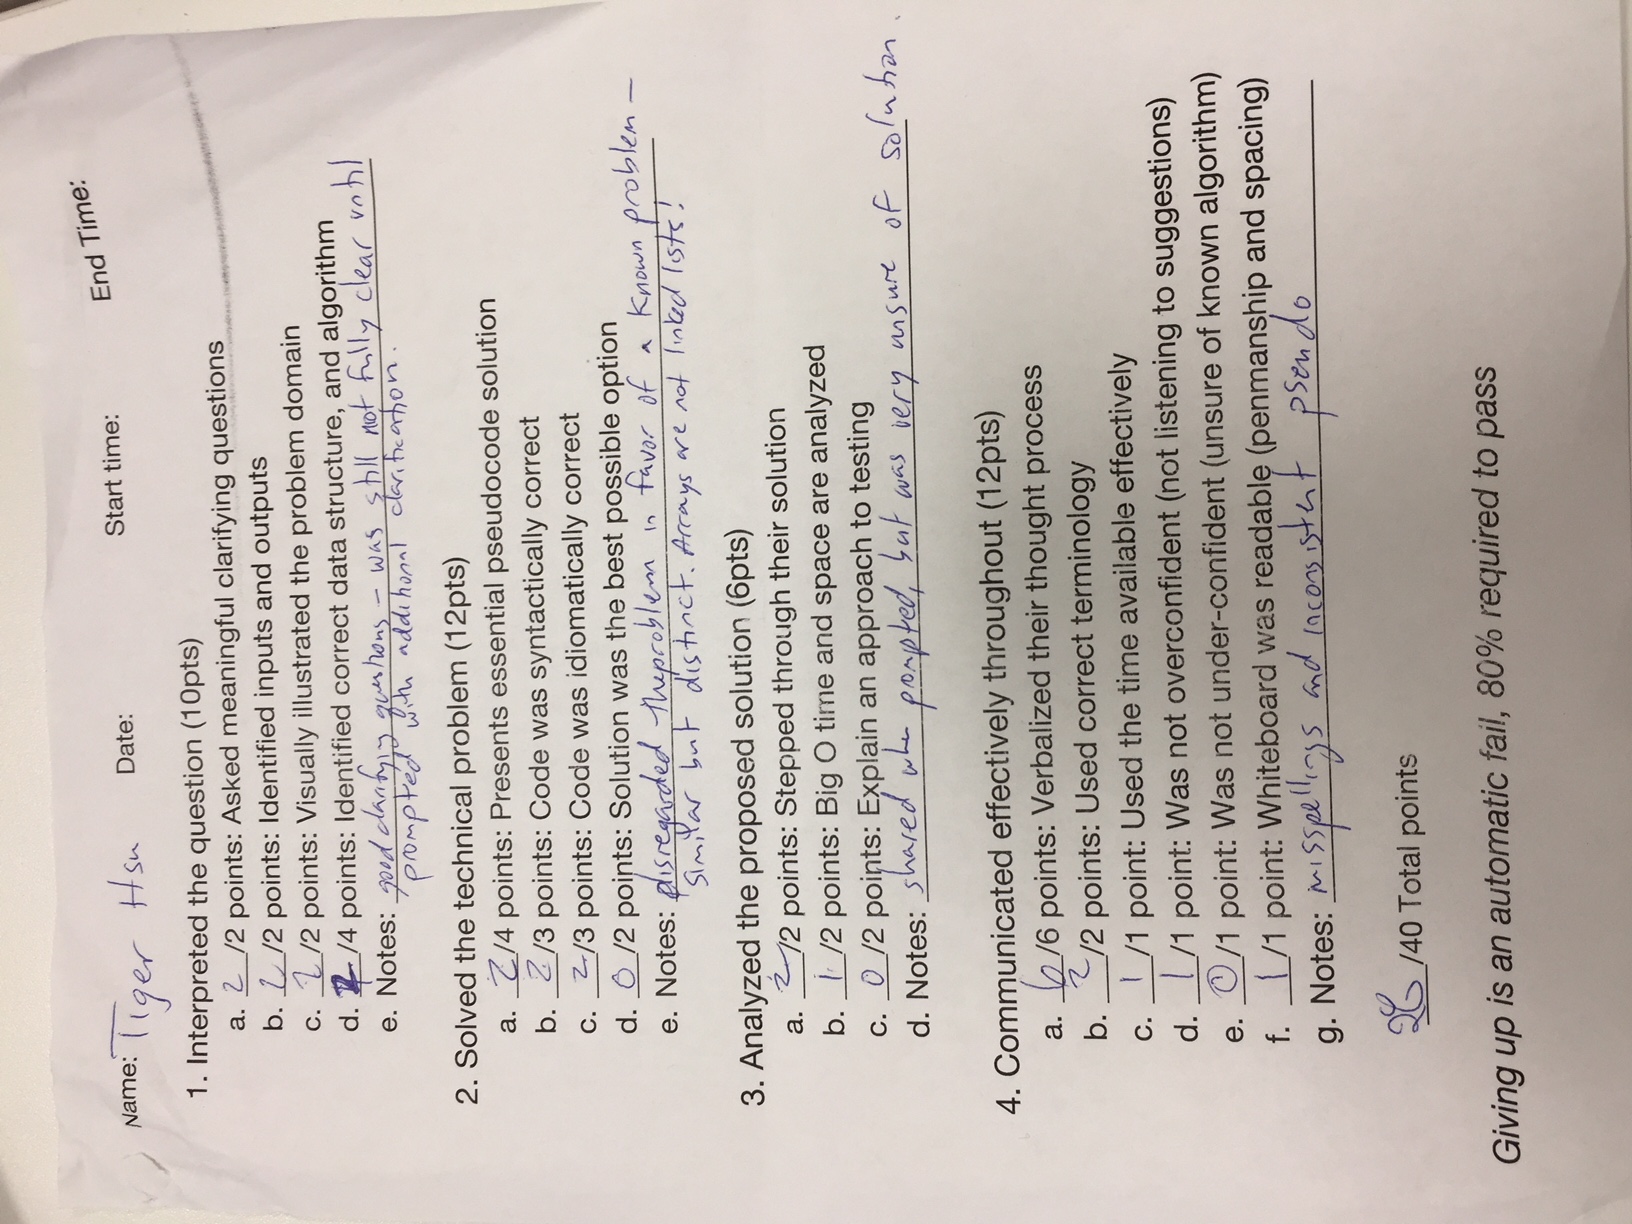 Name: Tiger Hsu Date: Start time: End Time:
1. Interpreted the question (10pts)
a. 2/2 points: Asked meaningful clarifying questions
b. 2/2 points: Identified inputs and outputs
c. 2/2 points: Visually illustrated the problem domain
d. /4 points: Identified correct data structure, and algorithm
e. Notes: good clarifying questions – was still not fully clear until
prompted with additional clarification.
2. Solved the technical problem (12pts)
a. 2/4 points: Presents essential pseudocode solution
b. 2/3 points: Code was syntactically correct
c. 2/3 points: Code was idiomatically correct
d. 0/2 points: Solution was the best possible option
e. Notes: disregarded the problem in favor of a known problem –
similar but distinct. Arrays are not linked lists!
3. Analyzed the proposed solution (6pts)
a. 2/2 points: Stepped through their solution
b. 1/2 points: Big O time and space are analyzed
c. 0/2 points: Explain an approach to testing
d. Notes: shared when prompted, but was very unsure of solution.
4. Communicated effectively throughout (12pts)
a. 6/6 points: Verbalized their thought process
b. 2/2 points: Used correct terminology
c. 1/1 point: Used the time available effectively
d. 1/1 point: Was not overconfident (not listening to suggestions)
e. 0/1 point: Was not under-confident (unsure of known algorithm)
f. 1/1 point: Whiteboard was readable (penmanship and spacing)
g. Notes: misspellings and inconsistent pseudo
/40 Total points
Giving up is an automatic fail, 80% required to pass